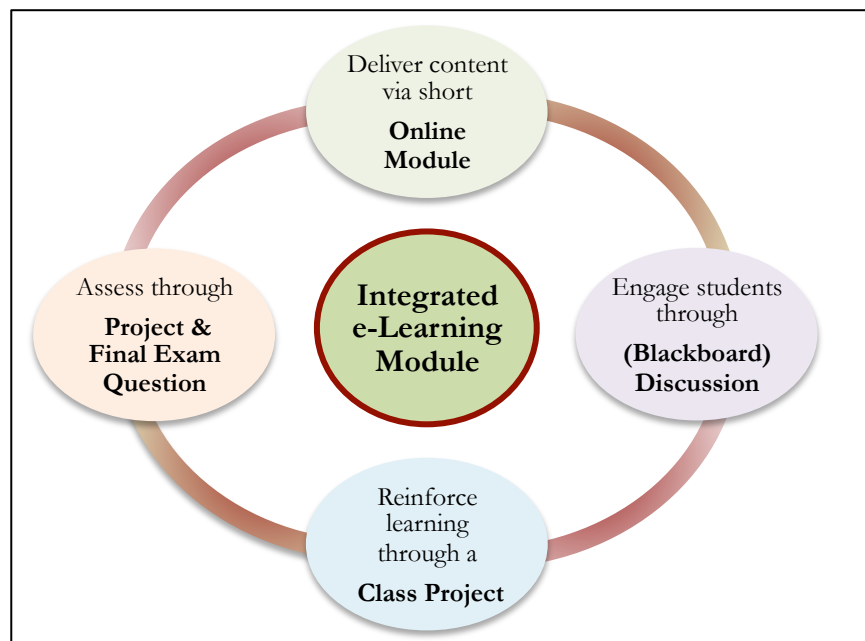 Deliver content
via short
Online
Module
Integrated
e-Learning
Module
Engage students
through
(Blackboard)
Discussion
Reinforce
learning
through a
Class Project
Assess through
Project &
Final Exam
Question